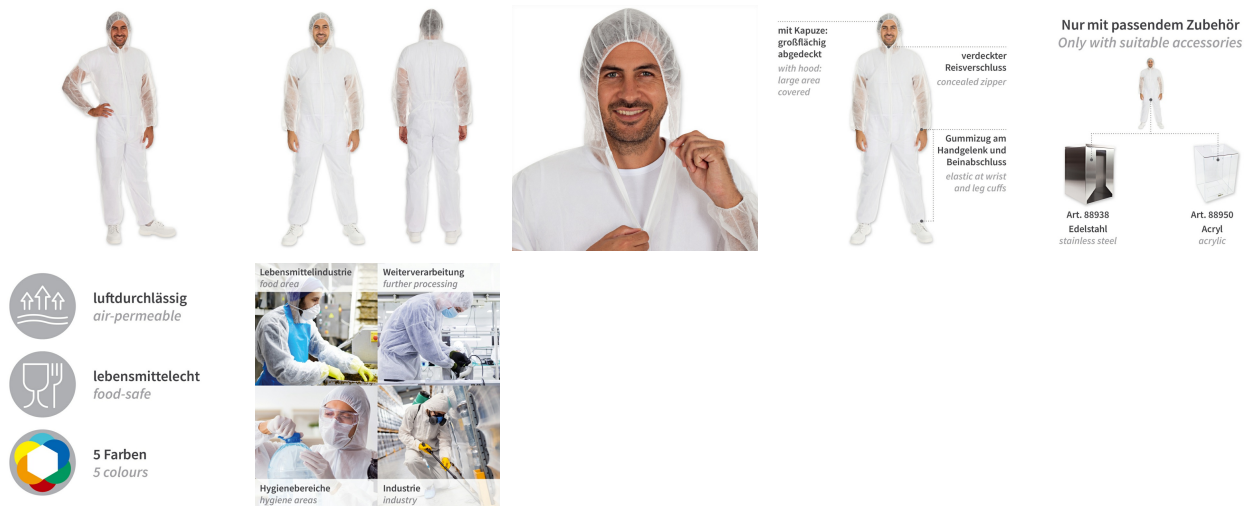 mit Kapuze:
großflächig
abgedeckt
with hood:
large area
covered
verdeckter
Reisverschluss
concealed zipper
Gummizug am
Handgelenk und
Beinabschluss
elastic at wrist
and leg cuffs
Nur mit passendem Zubehör
Only with suitable accessories
Art. 88938
Edelstahl
stainless steel
Art. 88950
Acryl
acrylic
luftdurchlässig
air-permeable
lebensmittelecht
food-safe
5 Farben
5 colours
Lebensmittelindustrie
food area
Weiterverarbeitung
further processing
Hygienebereiche
hygiene areas
Industrie
industry